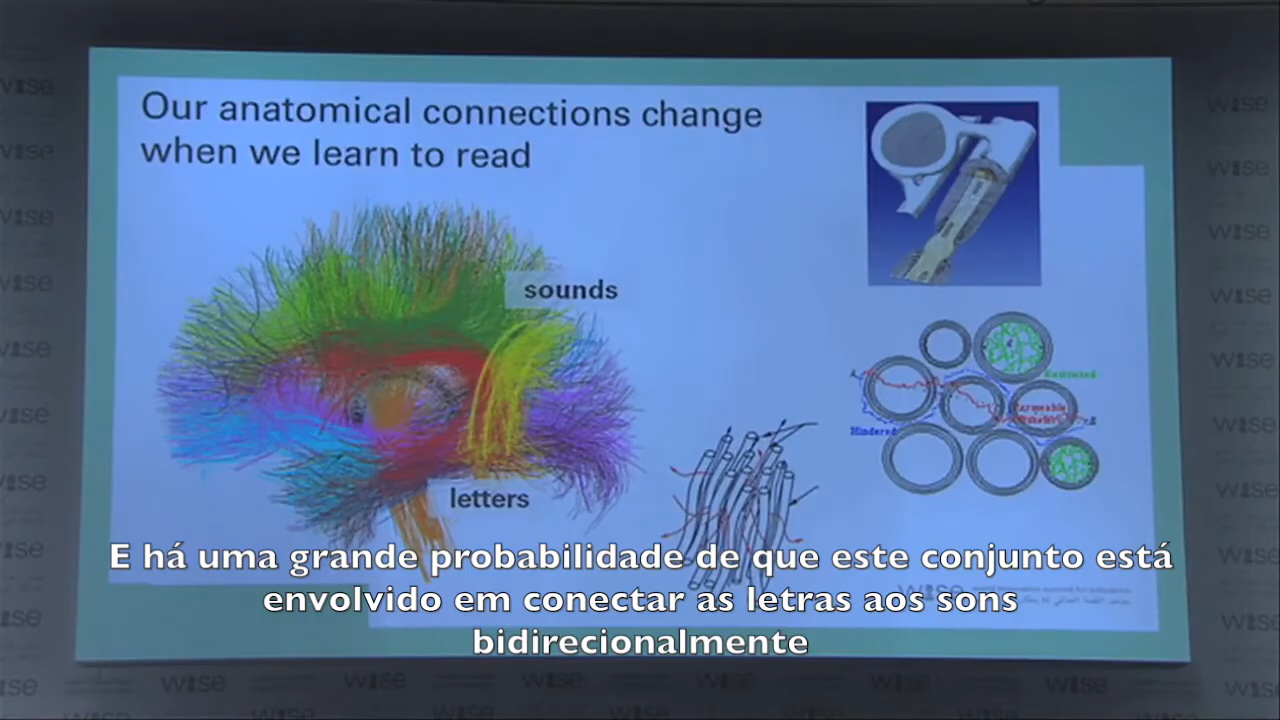 Our anatomical connections change
when we learn to read
sounds
letters
Restricted
Hindered
E há uma grande probabilidade de que este conjunto está
envolvido em conectar as letras aos sons
bidirecionalmente
wise